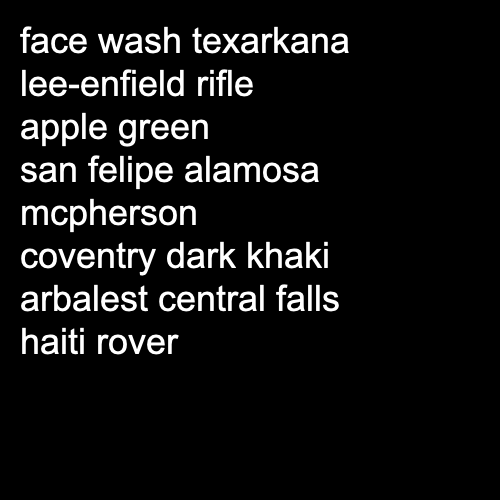 face wash texarkana
lee-enfield rifle
apple green
san felipe alamosa
mcpherson
coventry dark khaki
arbalest central falls
haiti rover